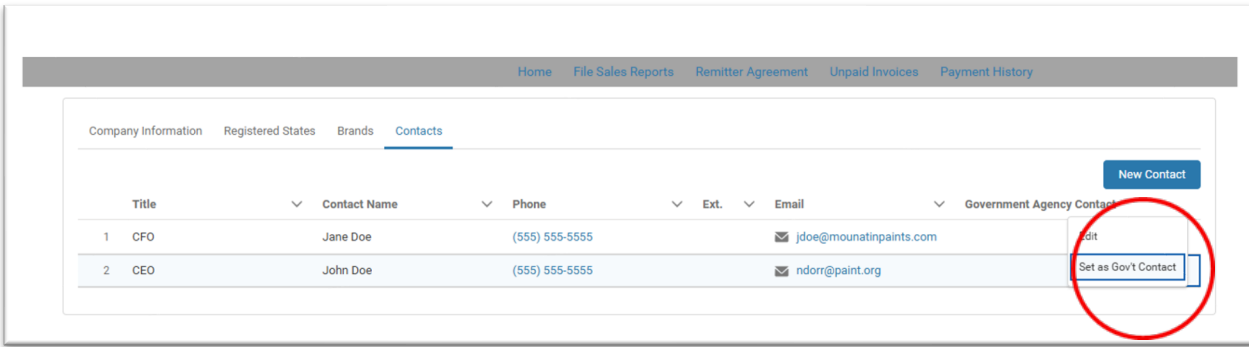 Home File Sales Reports Remitter Agreement Unpaid Invoices Payment History
Company Information Registered States Brands Contacts
New Contact
Title Contact Name Phone Ext. Email Government Agency Contact
1 CFO Jane Doe (555) 555-5555 jdoe@mounatinpaints.com
Edit
2 CEO John Doe (555) 555-5555 ndorr@paint.org
Set as Gov't Contact